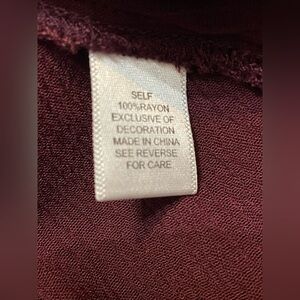 SELF
100%RAYON
EXCLUSIVE OF
DECORATION
MADE IN CHINA
SEE REVERSE
FOR CARE